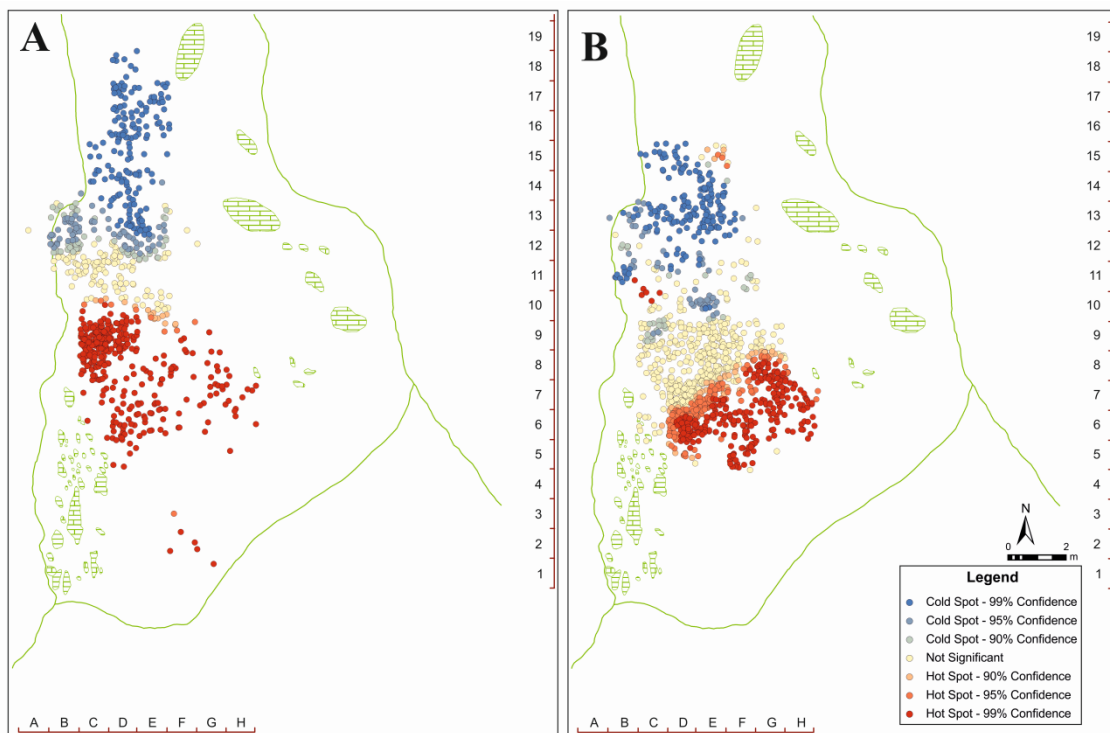 A
B
19
18
17
16
15
14
13
12
11
10
9
8
7
6
5
4
3
2
1
19
18
17
16
15
14
13
12
11
10
9
8
7
6
5
4
3
2
1
N
0 2
m
Legend
Cold Spot - 99% Confidence
Cold Spot - 95% Confidence
Cold Spot - 90% Confidence
Not Significant
Hot Spot - 90% Confidence
Hot Spot - 95% Confidence
Hot Spot - 99% Confidence
A B C D E F G H
A B C D E F G H